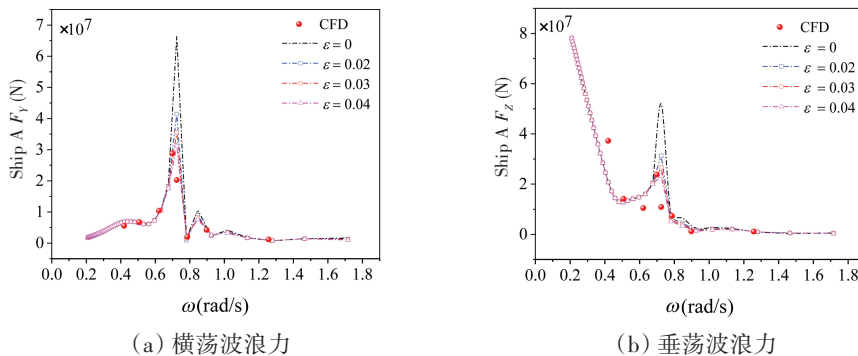 ×10⁷
7
6
5
4
3
2
1
0
Ship A F_Y (N)
CFD
ε = 0
ε = 0.02
ε = 0.03
ε = 0.04
0.0 0.2 0.4 0.6 0.8 1.0 1.2 1.4 1.6 1.8
ω(rad/s)
(a) 横荡波浪力
×10⁷
8
6
4
2
0
Ship A F_Z (N)
CFD
ε = 0
ε = 0.02
ε = 0.03
ε = 0.04
0.0 0.2 0.4 0.6 0.8 1.0 1.2 1.4 1.6 1.8
ω(rad/s)
(b) 垂荡波浪力